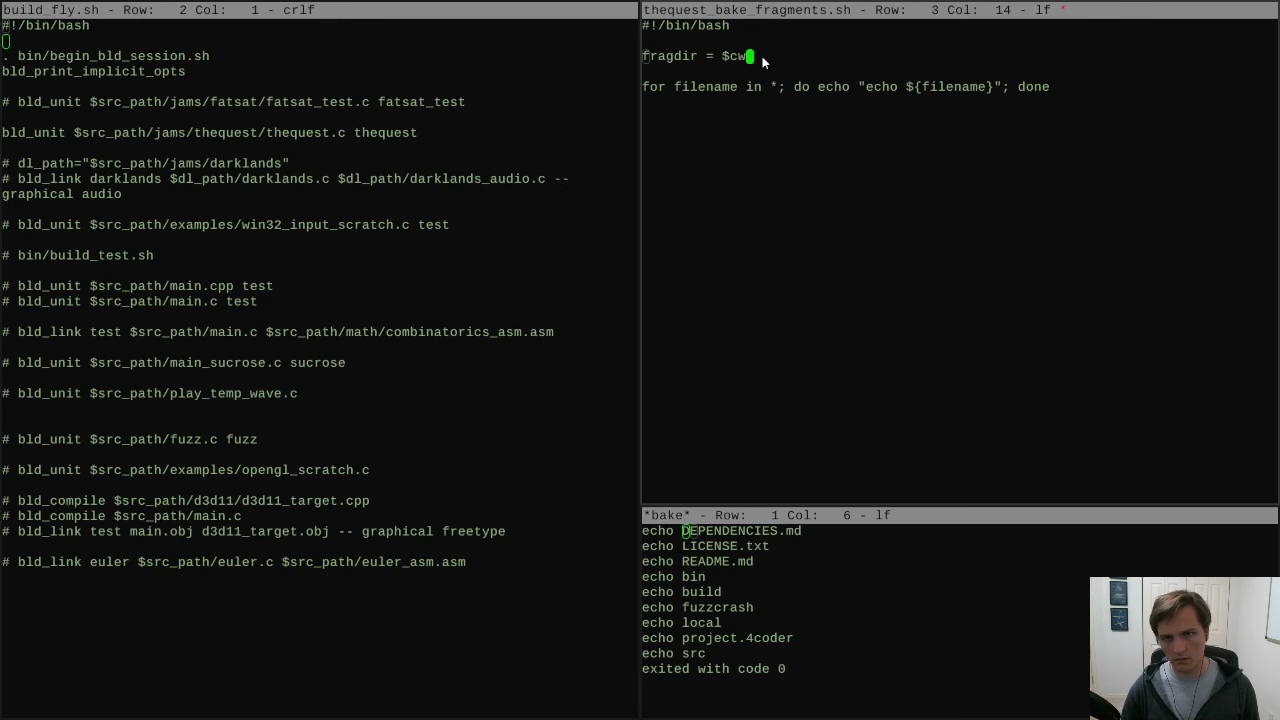 build_fly.sh - Row:   2 Col:   1 - crlf
#!/bin/bash
. bin/begin_bld_session.sh
bld_print_implicit_opts
# bld_unit $src_path/jams/fatsat/fatsat_test.c fatsat_test
bld_unit $src_path/jams/thequest/thequest.c thequest
# dl_path="$src_path/jams/darklands"
# bld_link darklands $dl_path/darklands.c $dl_path/darklands_audio.c --
graphical audio
# bld_unit $src_path/examples/win32_input_scratch.c test
# bin/build_test.sh
# bld_unit $src_path/main.cpp test
# bld_unit $src_path/main.c test
# bld_link test $src_path/main.c $src_path/math/combinatorics_asm.asm
# bld_unit $src_path/main_sucrose.c sucrose
# bld_unit $src_path/play_temp_wave.c
# bld_unit $src_path/fuzz.c fuzz
# bld_unit $src_path/examples/opengl_scratch.c
# bld_compile $src_path/d3d11/d3d11_target.cpp
# bld_compile $src_path/main.c
# bld_link test main.obj d3d11_target.obj -- graphical freetype
# bld_link euler $src_path/euler.c $src_path/euler_asm.asm
thequest_bake_fragments.sh - Row:   3 Col:  14 - lf *
#!/bin/bash
fragdir = $cw
for filename in *; do echo "echo ${filename}"; done
*bake* - Row:   1 Col:   6 - lf
echo DEPENDENCIES.md
echo LICENSE.txt
echo README.md
echo bin
echo build
echo fuzzcrash
echo local
echo project.4coder
echo src
exited with code 0